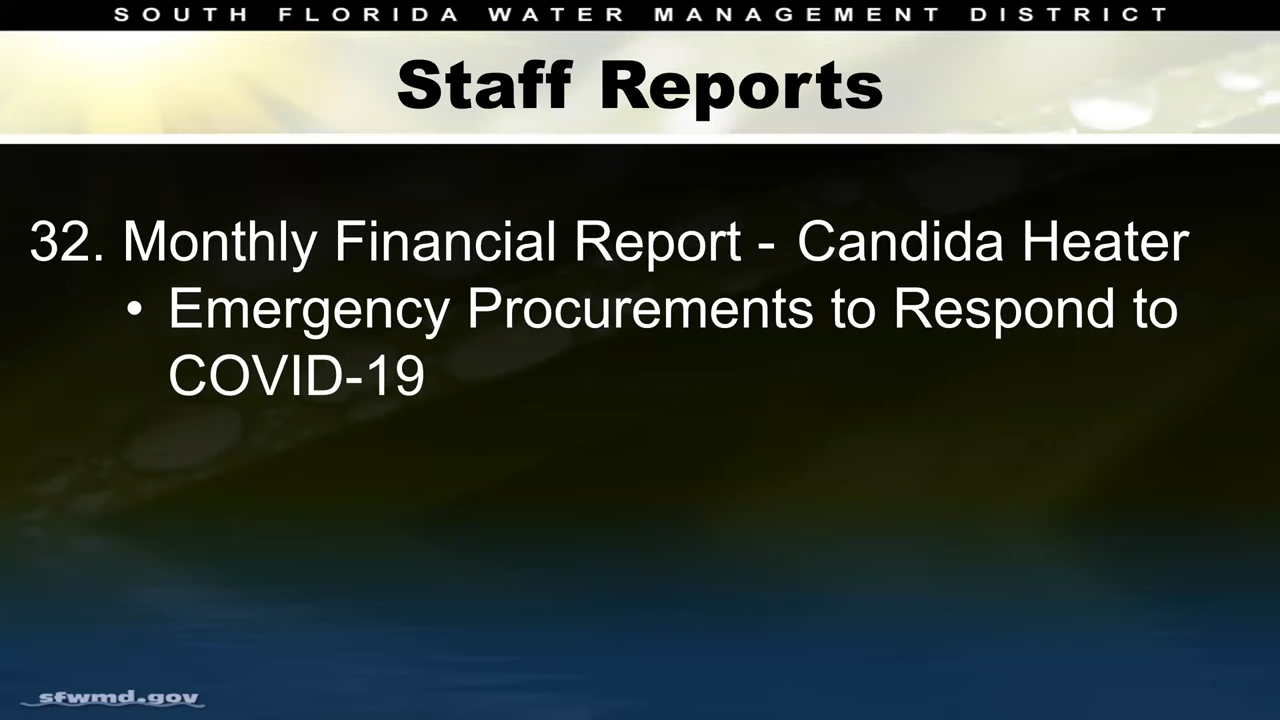 SOUTH FLORIDA WATER MANAGEMENT DISTRICT
Staff Reports
32. Monthly Financial Report - Candida Heater
• Emergency Procurements to Respond to
COVID-19
sfwmd.gov